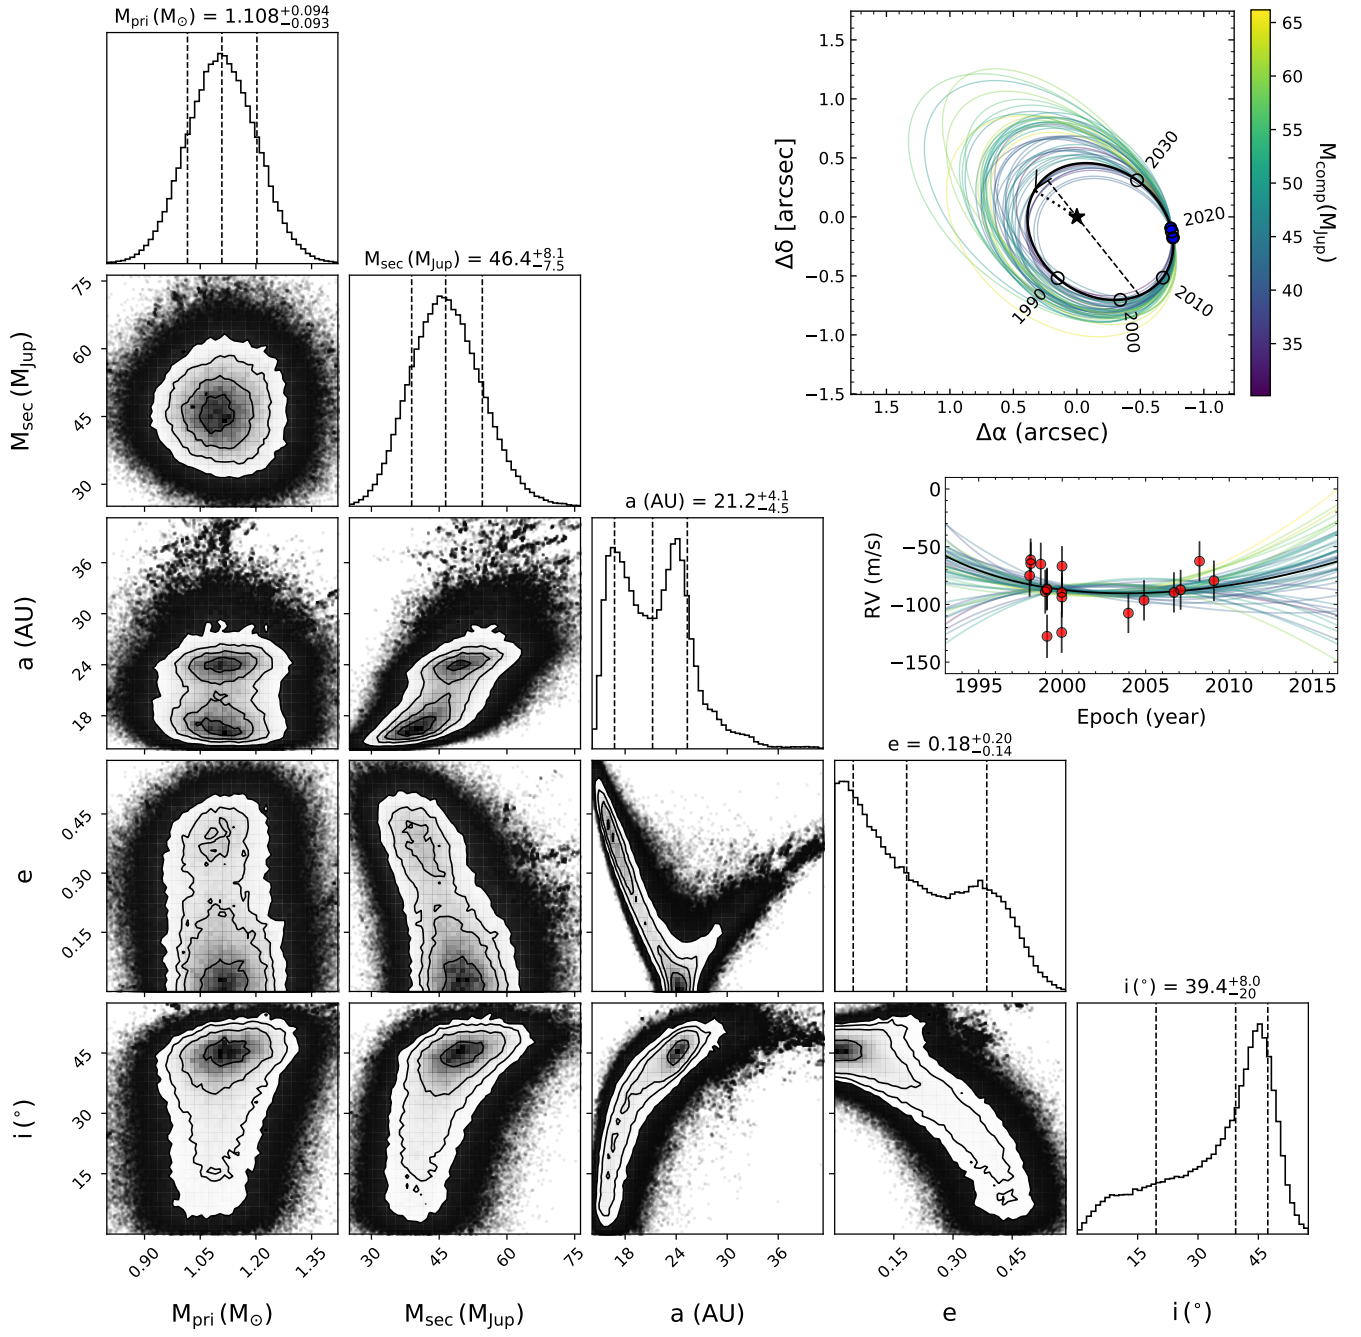 M_pri (M_⊙) = 1.108^{+0.094}_{−0.093}
1.5
1.0
0.5
0.0
−0.5
−1.0
−1.5
Δδ [arcsec]
1.5 1.0 0.5 0.0 −0.5 −1.0
Δα (arcsec)
2030
2020
2010
2000
1990
65
60
55
50
45
40
35
M_comp(M_Jup)
M_sec (M_Jup) = 46.4^{+8.1}_{−7.5}
75
60
45
30
M_sec (M_Jup)
a (AU) = 21.2^{+4.1}_{−4.5}
0
−50
−100
−150
RV (m/s)
1995 2000 2005 2010 2015
Epoch (year)
36
30
24
18
a (AU)
e = 0.18^{+0.20}_{−0.14}
0.45
0.30
0.15
e
i (°) = 39.4^{+8.0}_{−20}
45
30
15
i (°)
0.90 1.05 1.20 1.35
30 45 60 75
18 24 30 36
0.15 0.30 0.45
15 30 45
M_pri (M_⊙)
M_sec (M_Jup)
a (AU)
e
i (°)